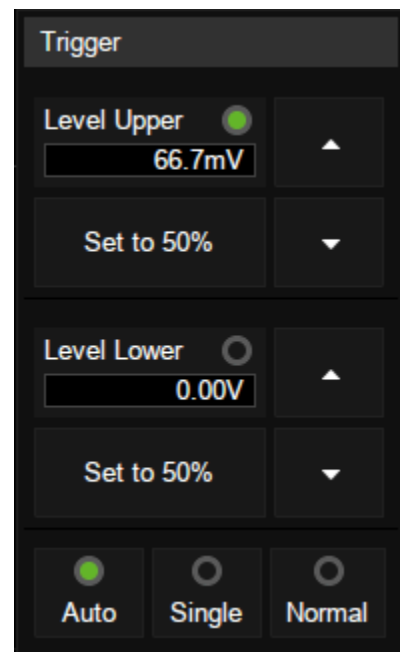 Trigger
Level Upper
66.7mV
Set to 50%
Level Lower
0.00V
Set to 50%
Auto Single Normal